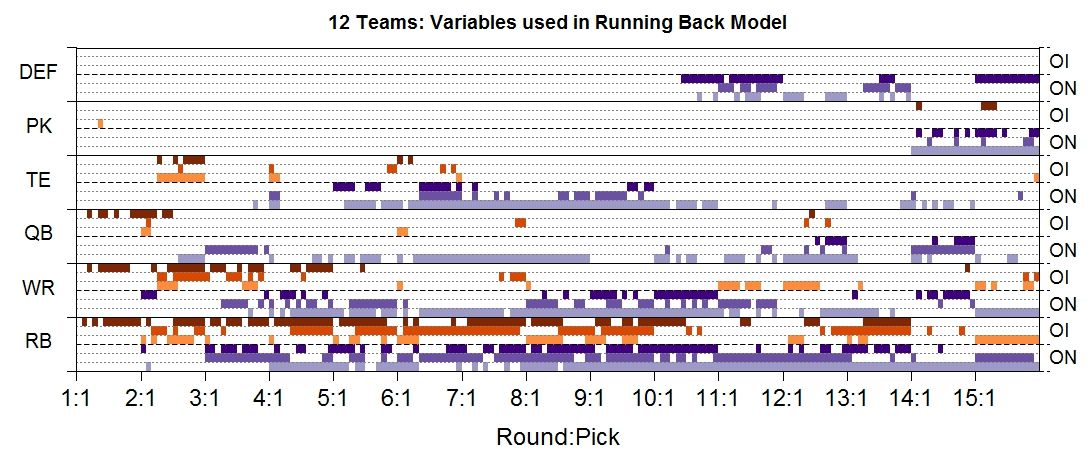 12 Teams: Variables used in Running Back Model
DEF
OI
ON
PK
OI
ON
TE
OI
ON
QB
OI
ON
WR
OI
ON
RB
OI
ON
1:1 2:1 3:1 4:1 5:1 6:1 7:1 8:1 9:1 10:1 11:1 12:1 13:1 14:1 15:1
Round:Pick